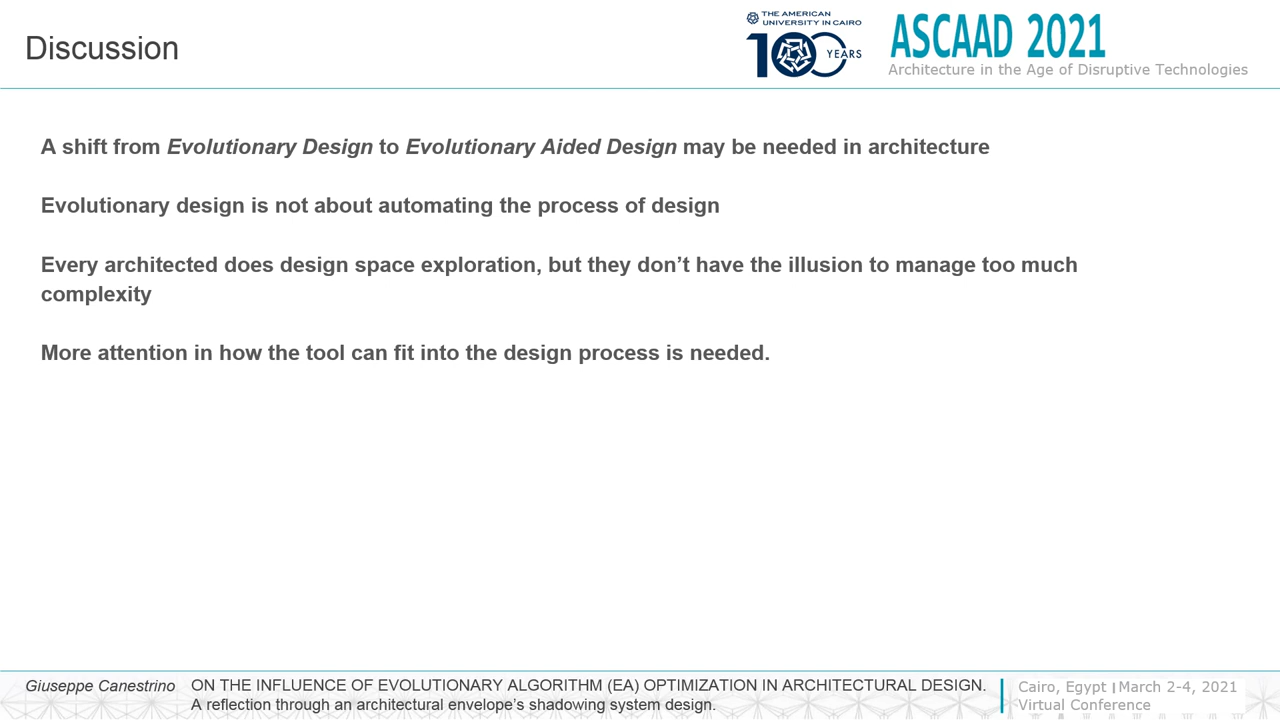 Discussion
THE AMERICAN
UNIVERSITY IN CAIRO
100 YEARS
ASCAAD 2021
Architecture in the Age of Disruptive Technologies
A shift from Evolutionary Design to Evolutionary Aided Design may be needed in architecture
Evolutionary design is not about automating the process of design
Every architected does design space exploration, but they don’t have the illusion to manage too much
complexity
More attention in how the tool can fit into the design process is needed.
Giuseppe Canestrino
ON THE INFLUENCE OF EVOLUTIONARY ALGORITHM (EA) OPTIMIZATION IN ARCHITECTURAL DESIGN.
A reflection through an architectural envelope’s shadowing system design.
Cairo, Egypt | March 2-4, 2021
Virtual Conference